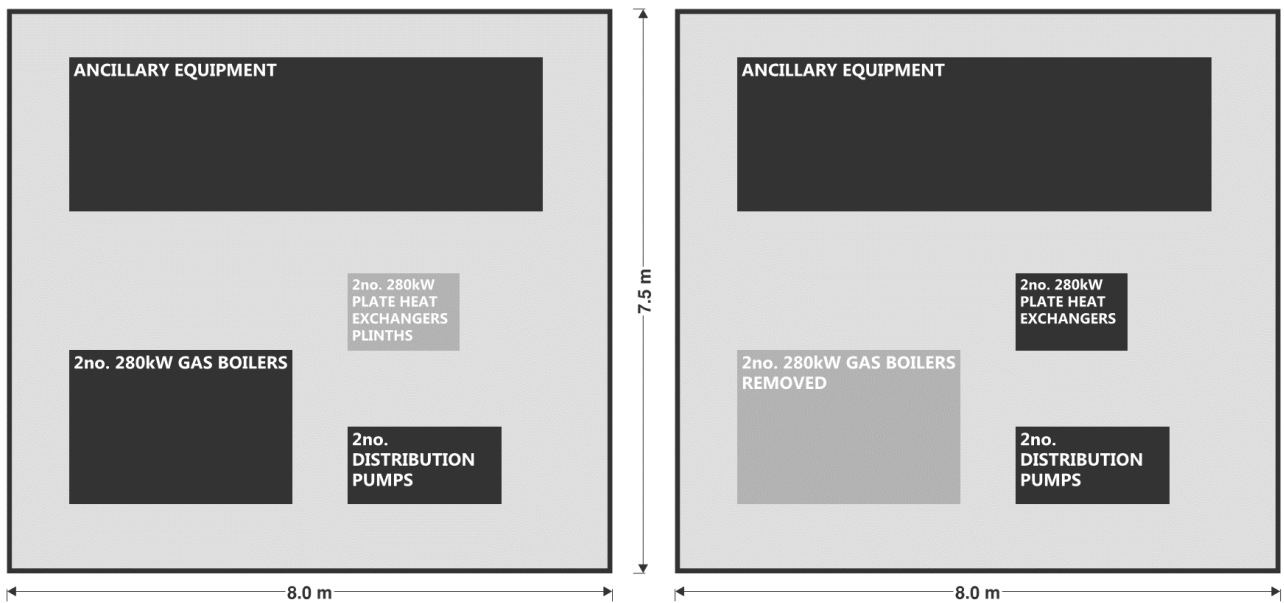 ANCILLARY EQUIPMENT
2no. 280kW
PLATE HEAT
EXCHANGERS
PLINTHS
2no. 280kW GAS BOILERS
2no.
DISTRIBUTION
PUMPS
8.0 m
7.5 m
ANCILLARY EQUIPMENT
2no. 280kW
PLATE HEAT
EXCHANGERS
2no. 280kW GAS BOILERS
REMOVED
2no.
DISTRIBUTION
PUMPS
8.0 m